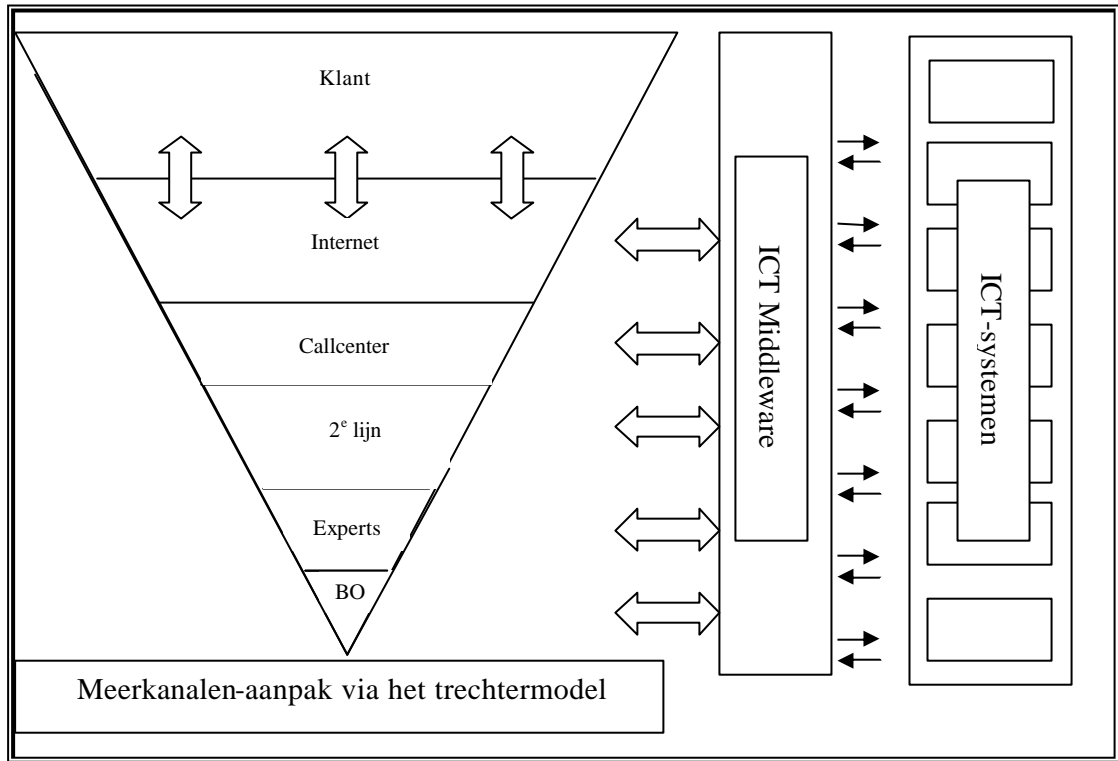 Klant
Internet
Callcenter
2e lijn
Experts
BO
Meerkanalen-aanpak via het trechtermodel
ICT Middleware
ICT-systemen